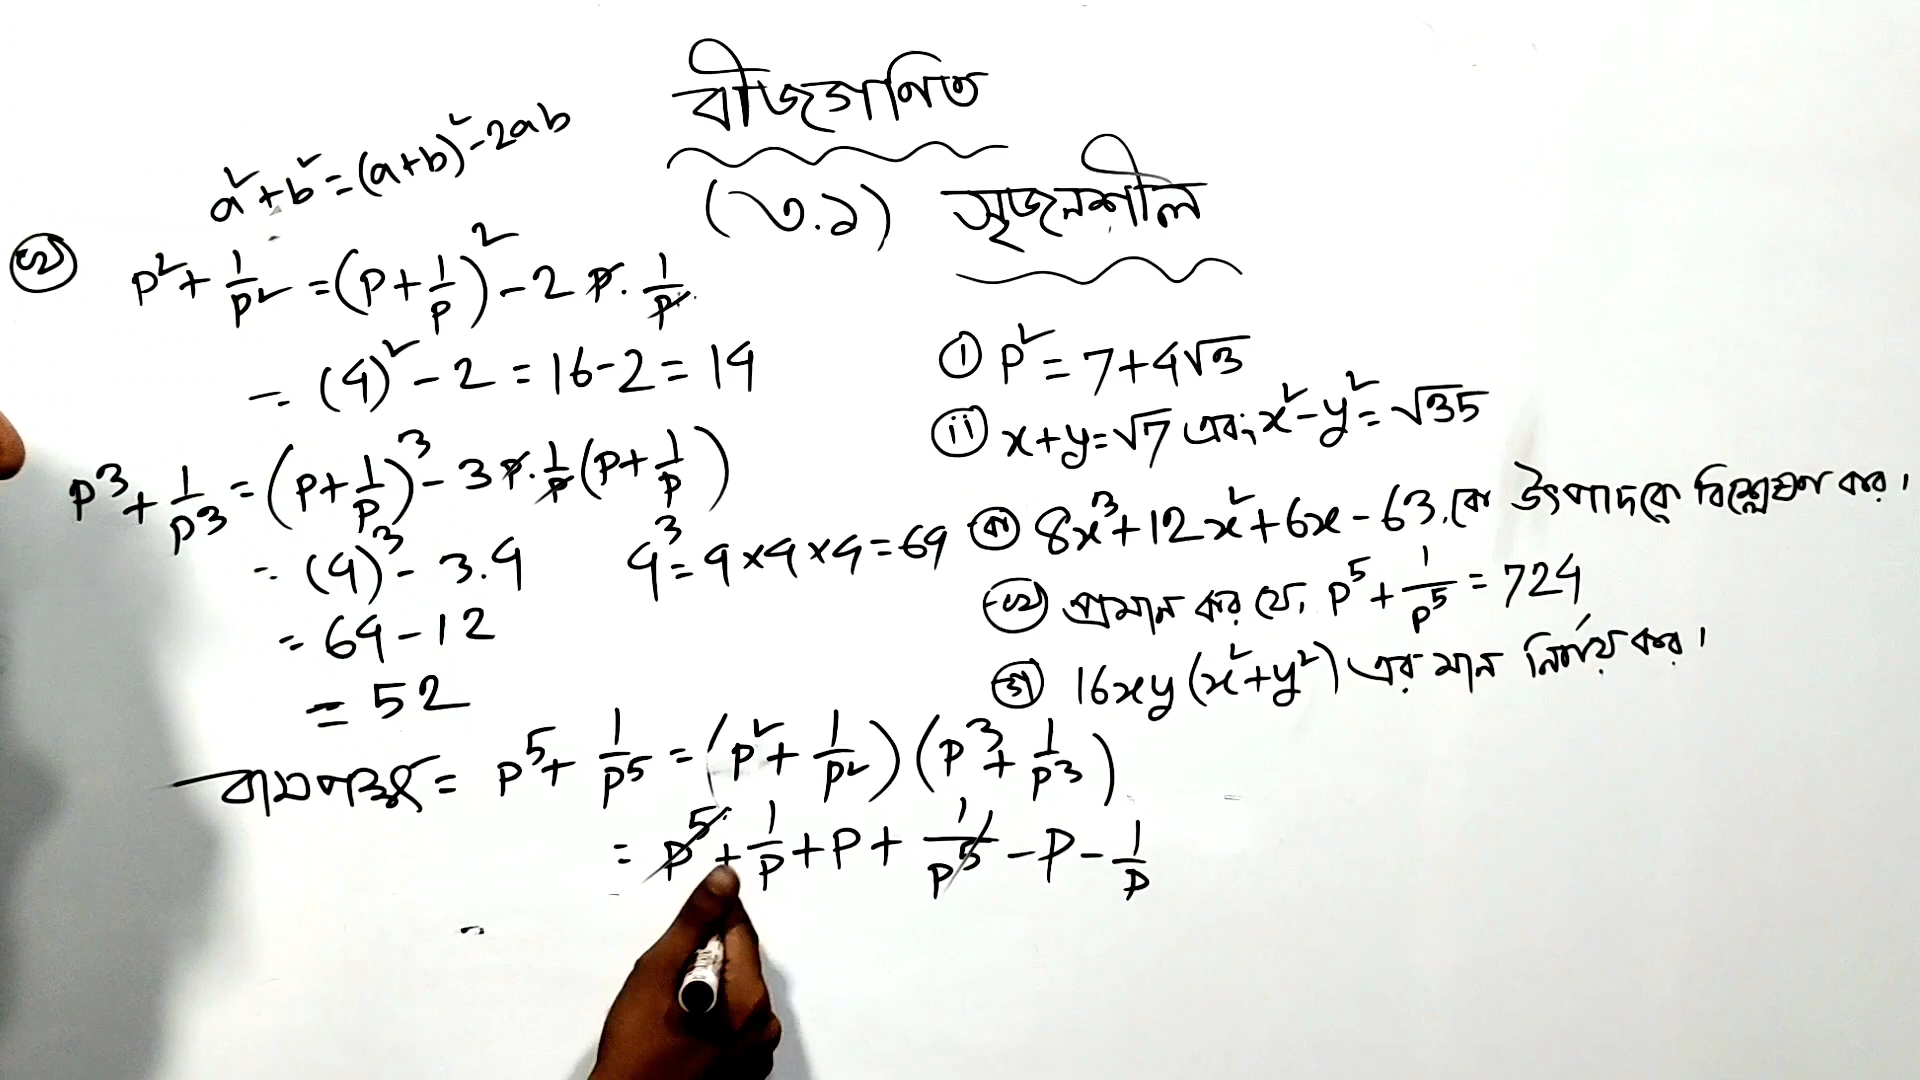 বীজগণিত
(৩.১) সৃজনশীল
a²+b²=(a+b)²-2ab
খ p²+1/p² =(p+1/p)²-2p.1/p
= (4)²-2=16-2=14
p³+1/p³=(p+1/p)³-3p.1/p(p+1/p)
= (4)³-3.4 4³=4×4×4=64
= 64-12
= 52
i p²=7+4√3
ii x+y=√7 এবং x²-y²=√35
ক 8x³+12x²+6x-63 কে উৎপাদকে বিশ্লেষণ কর।
খ প্রমান কর যে, p⁵+1/p⁵=724
গ 16xy(x²+y²) এর মান নির্ণয় কর।
বামপক্ষ= p⁵+1/p⁵=(p²+1/p²)(p³+1/p³)
= p⁵+1/p+p+1/p⁵-p-1/p